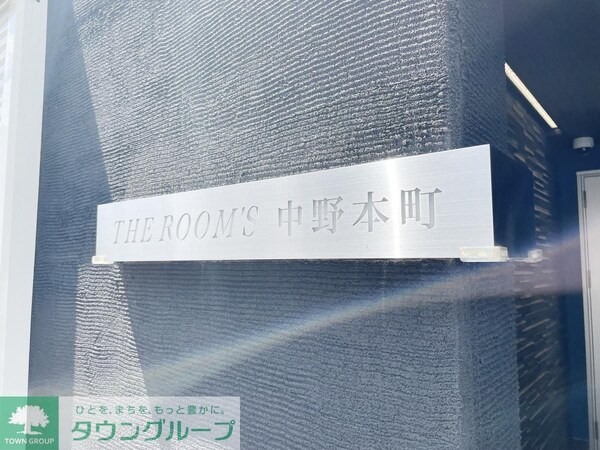 THE ROOM'S 中野本町
ひとを、まちを、もっと豊かに。
タウングループ
TOWN GROUP